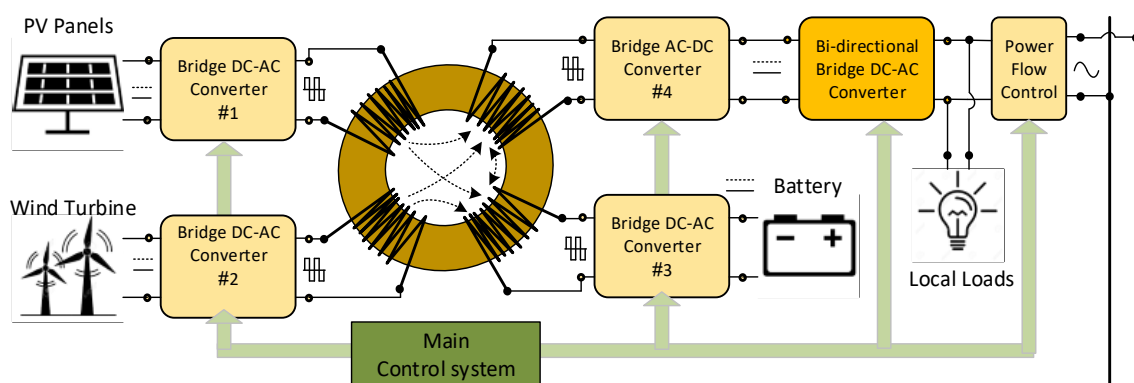 PV Panels
Bridge DC-AC
Converter
#1
Bridge AC-DC
Converter
#4
Bi-directional
Bridge DC-AC
Converter
Power
Flow
Control
Wind Turbine
Bridge DC-AC
Converter
#2
Bridge DC-AC
Converter
#3
Battery
Local Loads
Main
Control system